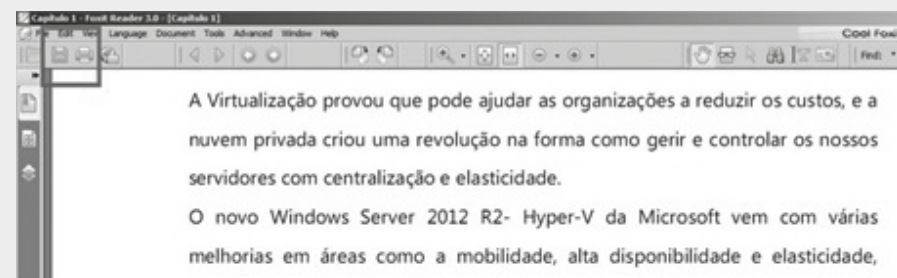 Capítulo 1 - Foxit Reader 3.0 - [Capítulo 1]
File Edit View Language Document Tools Advanced Window Help
Cool Foxi
Find:
A Virtualização provou que pode ajudar as organizações a reduzir os custos, e a
nuvem privada criou uma revolução na forma como gerir e controlar os nossos
servidores com centralização e elasticidade.
O novo Windows Server 2012 R2- Hyper-V da Microsoft vem com várias
melhorias em áreas como a mobilidade, alta disponibilidade e elasticidade,